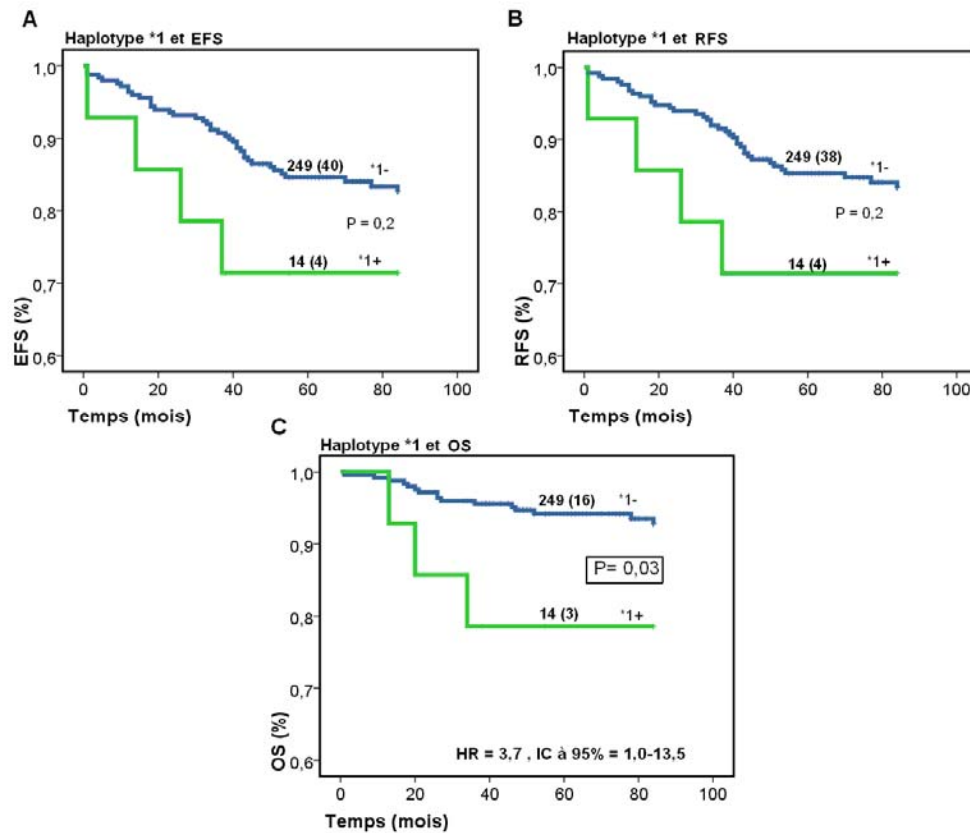 A
Haplotype *1 et EFS
1,0
0,9
0,8
0,7
0,6
EFS (%)
249 (40) *1-
P = 0,2
14 (4) *1+
0 20 40 60 80 100
Temps (mois)
B
Haplotype *1 et RFS
1,0
0,9
0,8
0,7
0,6
RFS (%)
249 (38) *1-
P = 0,2
14 (4) *1+
0 20 40 60 80 100
Temps (mois)
C
Haplotype *1 et OS
1,0
0,9
0,8
0,7
0,6
OS (%)
249 (16) *1-
P= 0,03
14 (3) *1+
HR = 3,7 , IC à 95% = 1,0-13,5
0 20 40 60 80 100
Temps (mois)